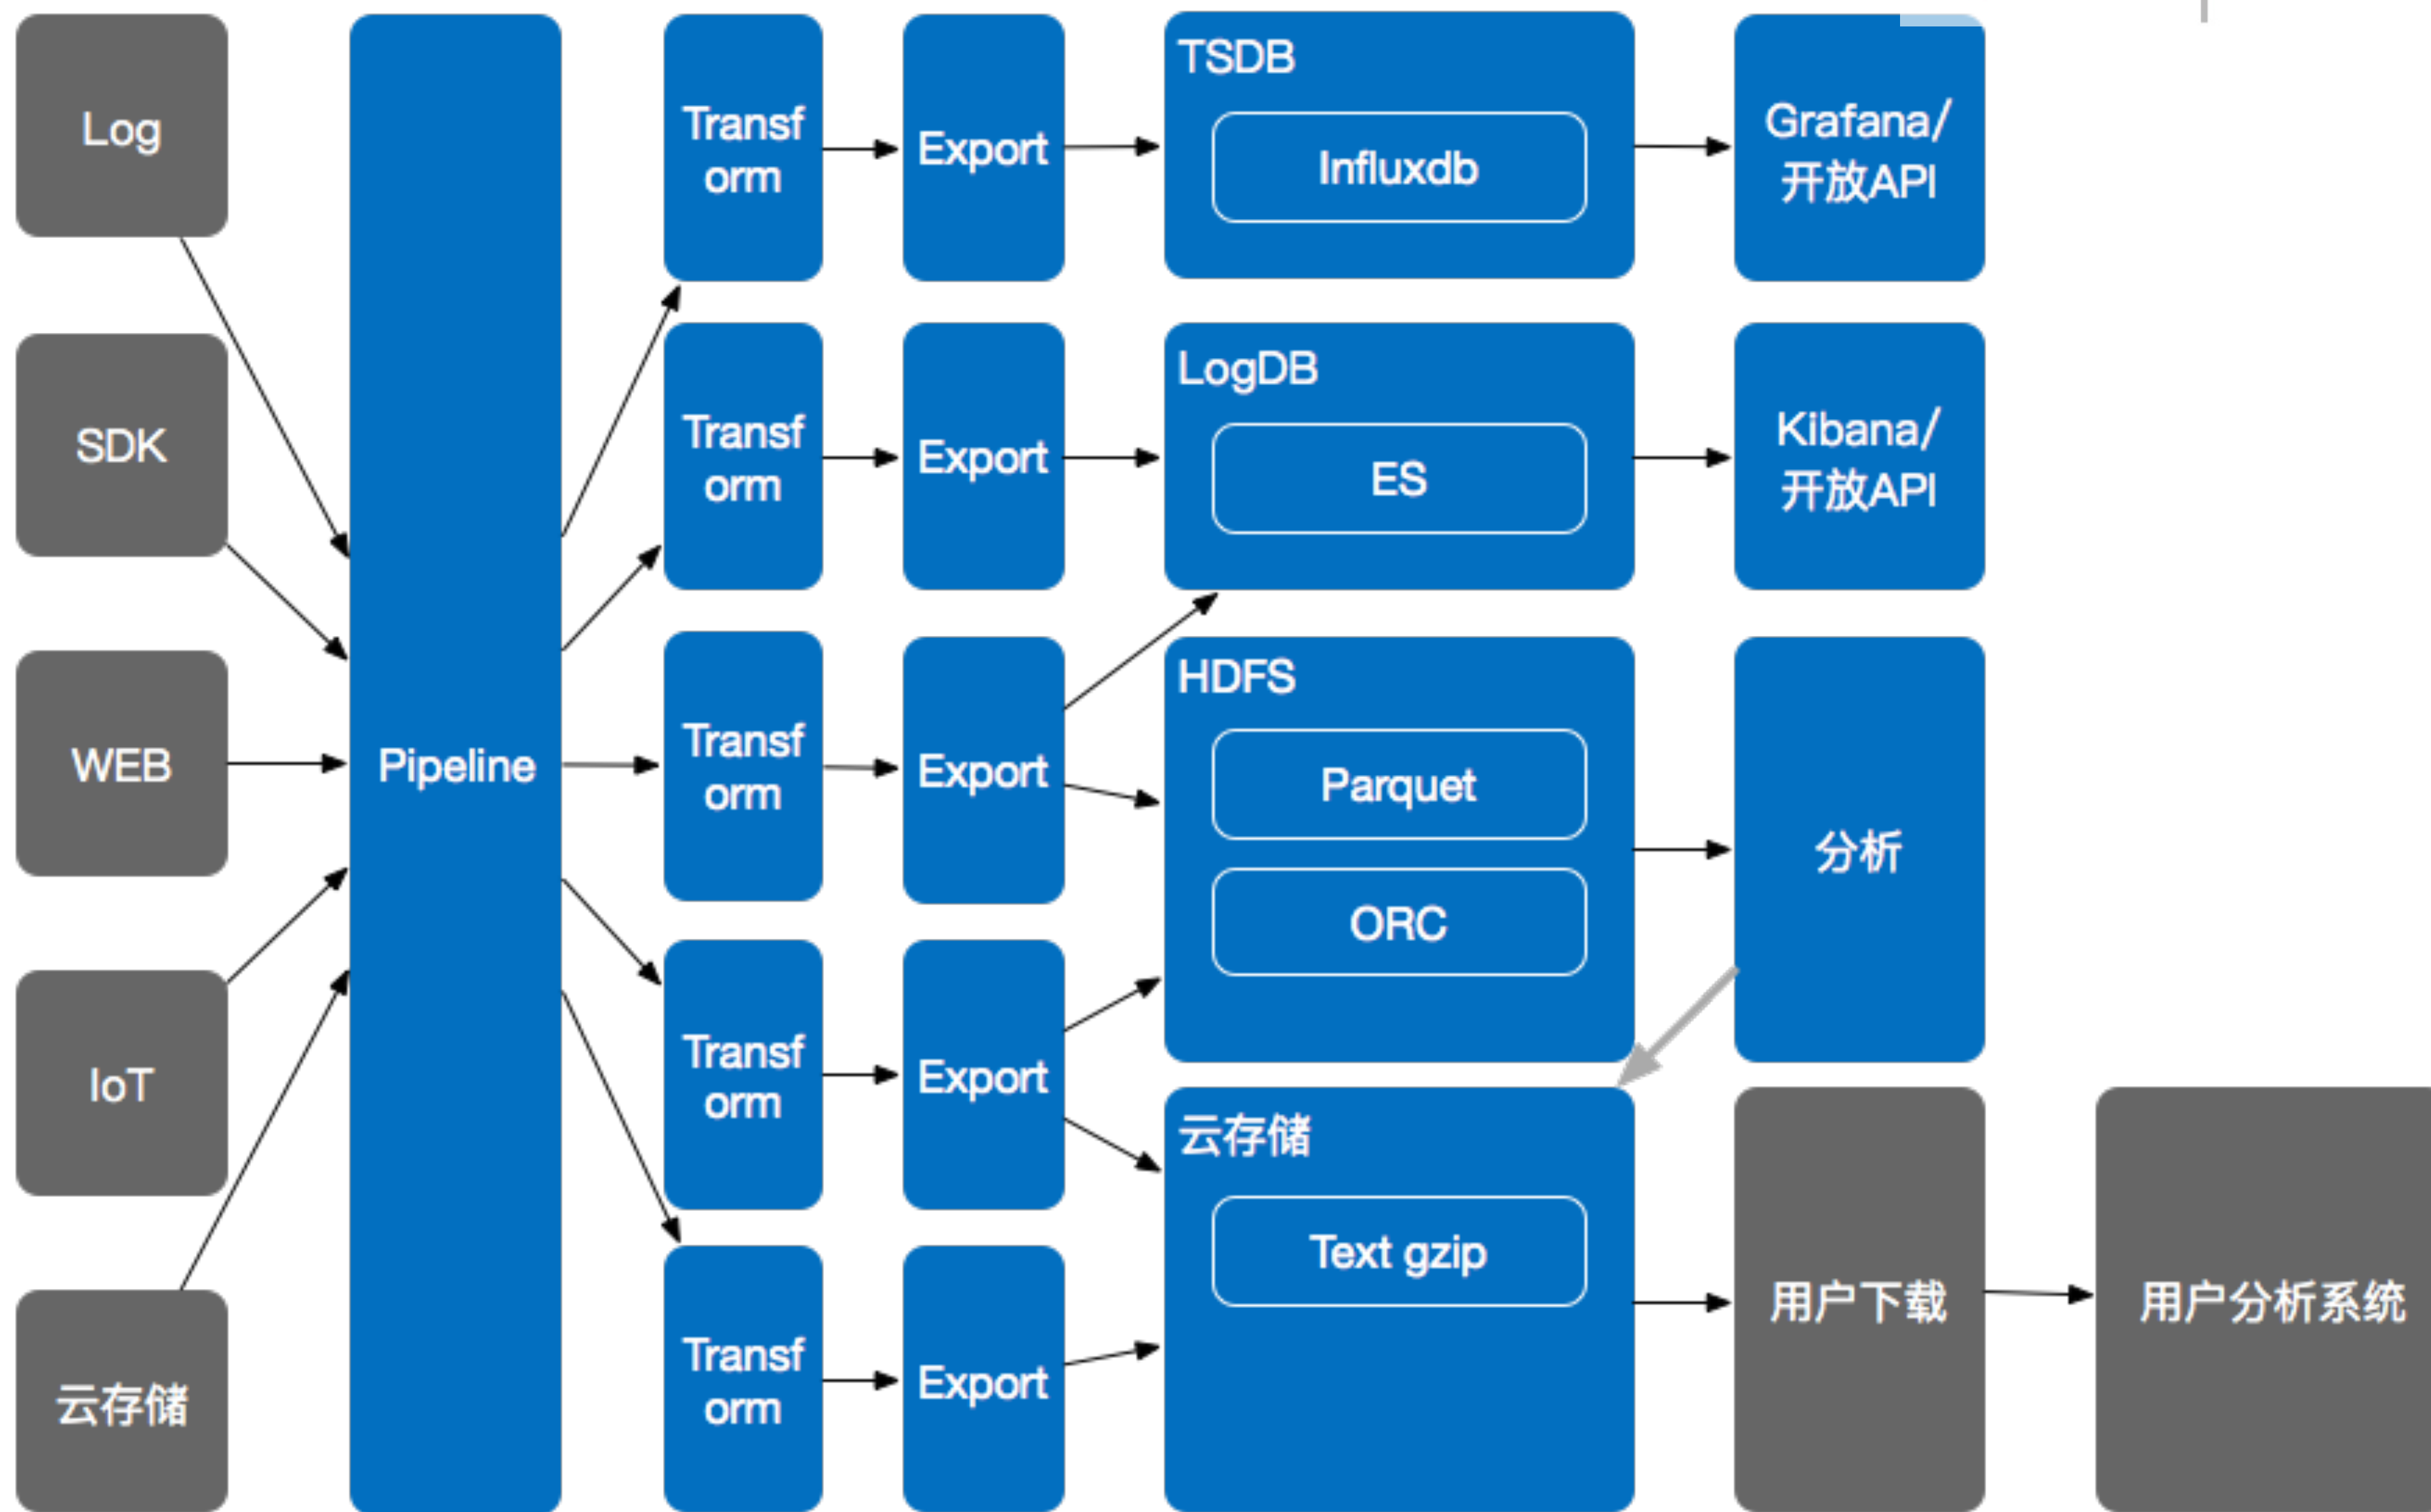 Log
SDK
WEB
IoT
云存储
Pipeline
Transf
orm
Export
TSDB
Influxdb
Grafana/
开放API
Transf
orm
Export
LogDB
ES
Kibana/
开放API
Transf
orm
Export
HDFS
Parquet
ORC
分析
Transf
orm
Export
云存储
Text gzip
用户下载
用户分析系统
Transf
orm
Export